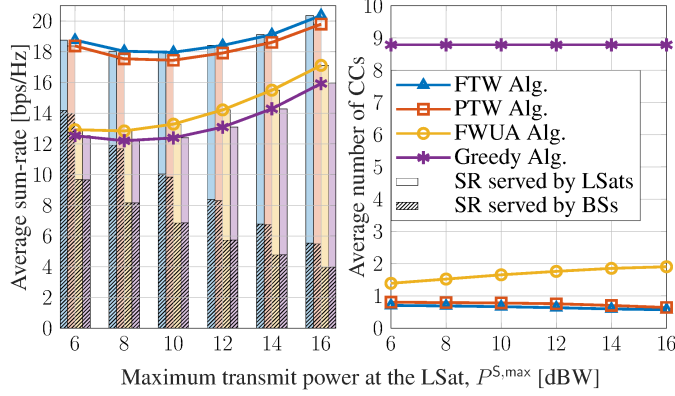 Average sum-rate [bps/Hz]
20
18
16
14
12
10
8
6
4
2
0
6 8 10 12 14 16
Average number of CCs
9
8
7
6
5
4
3
2
1
0
6 8 10 12 14 16
FTW Alg.
PTW Alg.
FWUA Alg.
Greedy Alg.
SR served by LSats
SR served by BSs
Maximum transmit power at the LSat, P^S,max [dBW]